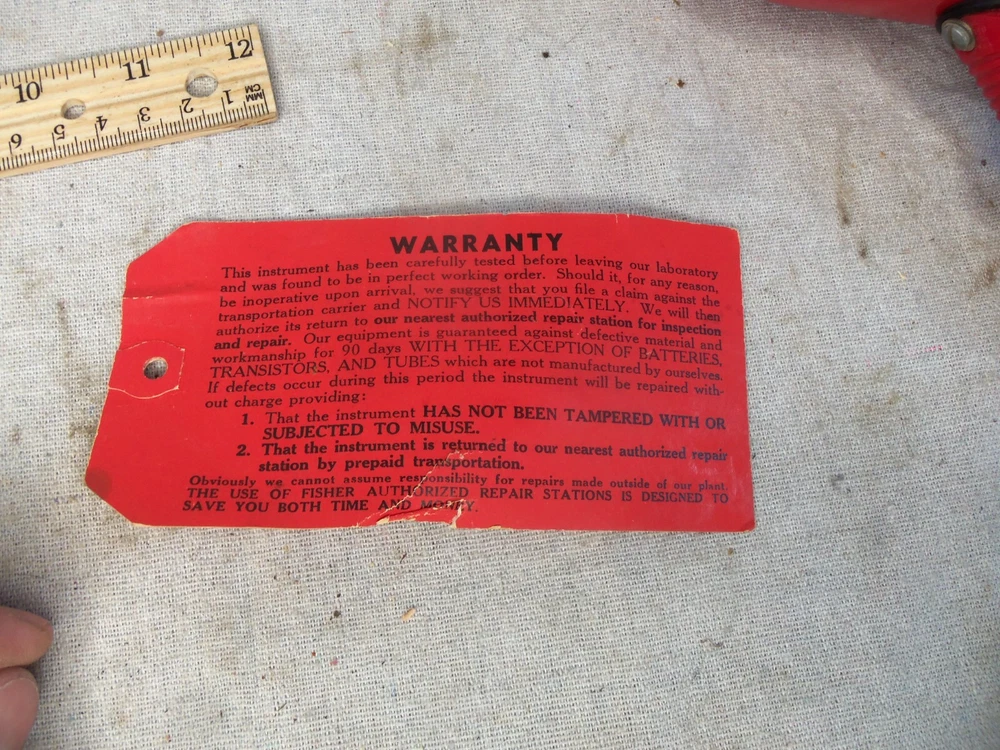 10 11 12
MM
CM
6 5 4 3 2 1
WARRANTY
This instrument has been carefully tested before leaving our laboratory
and was found to be in perfect working order. Should it, for any reason,
be inoperative upon arrival, we suggest that you file a claim against the
transportation carrier and NOTIFY US IMMEDIATELY. We will then
authorize its return to our nearest authorized repair station for inspection
and repair. Our equipment is guaranteed against defective material and
workmanship for 90 days WITH THE EXCEPTION OF BATTERIES,
TRANSISTORS, AND TUBES which are not manufactured by ourselves.
If defects occur during this period the instrument will be repaired with-
out charge providing:
1. That the instrument HAS NOT BEEN TAMPERED WITH OR
SUBJECTED TO MISUSE.
2. That the instrument is returned to our nearest authorized repair
station by prepaid transportation.
Obviously we cannot assume responsibility for repairs made outside of our plant.
THE USE OF FISHER AUTHORIZED REPAIR STATIONS IS DESIGNED TO
SAVE YOU BOTH TIME AND MONEY.